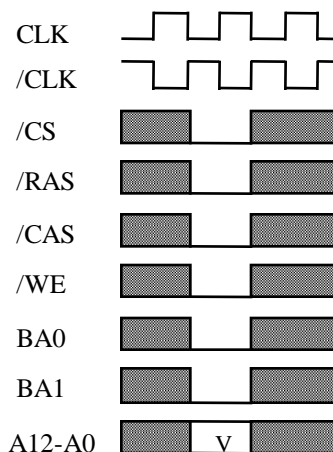 CLK
/CLK
/CS
/RAS
/CAS
/WE
BA0
BA1
A12-A0 V